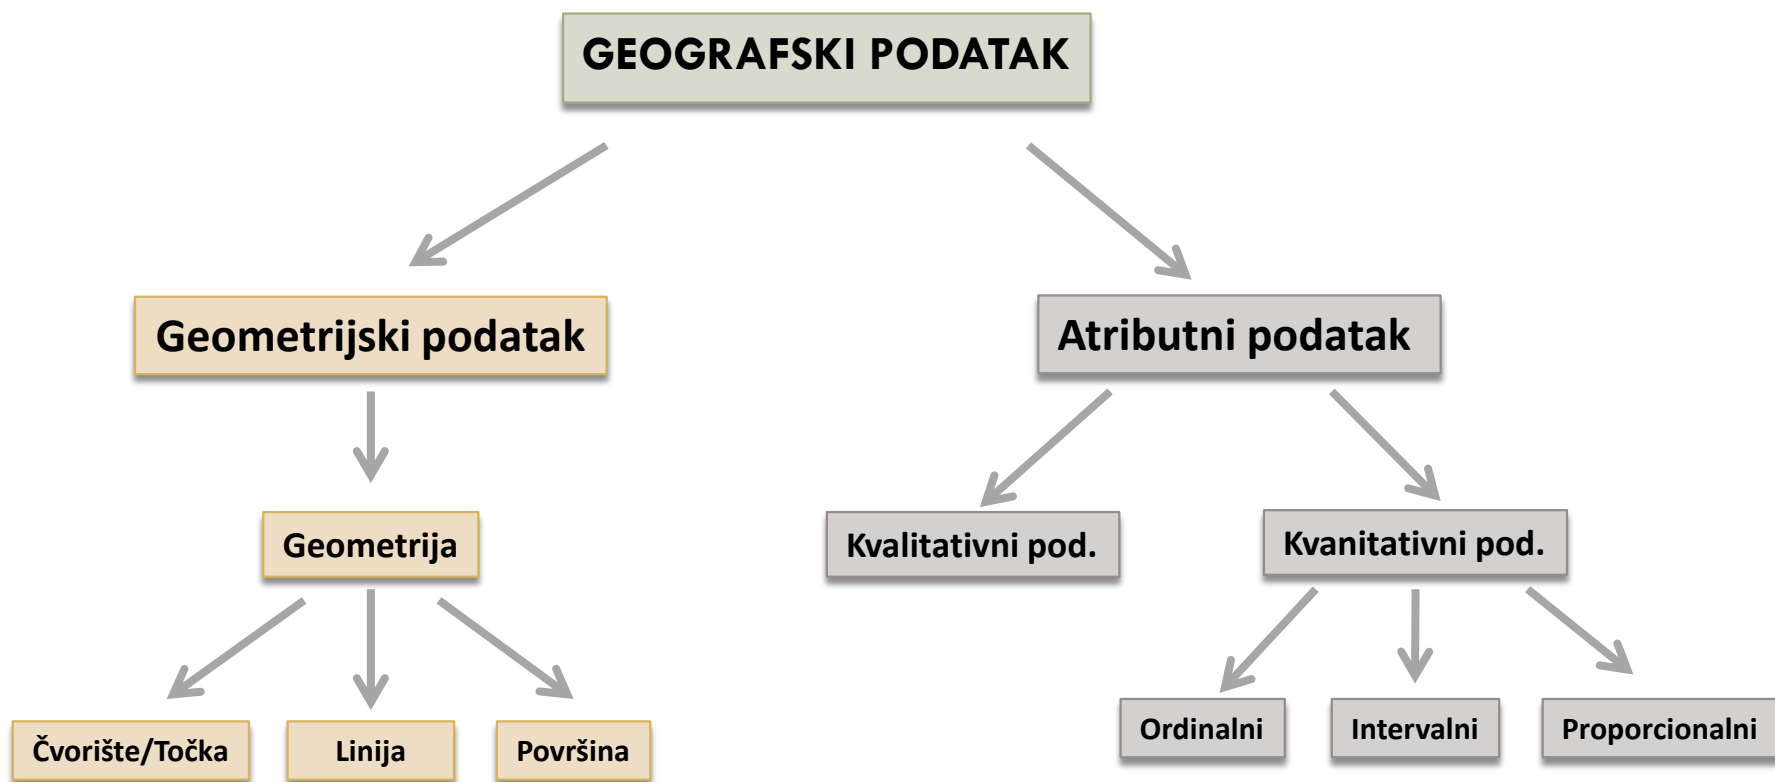 GEOGRAFSKI PODATAK
Geometrijski podatak
Atributni podatak
Geometrija
Kvalitativni pod.
Kvanitativni pod.
Čvorište/Točka
Linija
Površina
Ordinalni
Intervalni
Proporcionalni